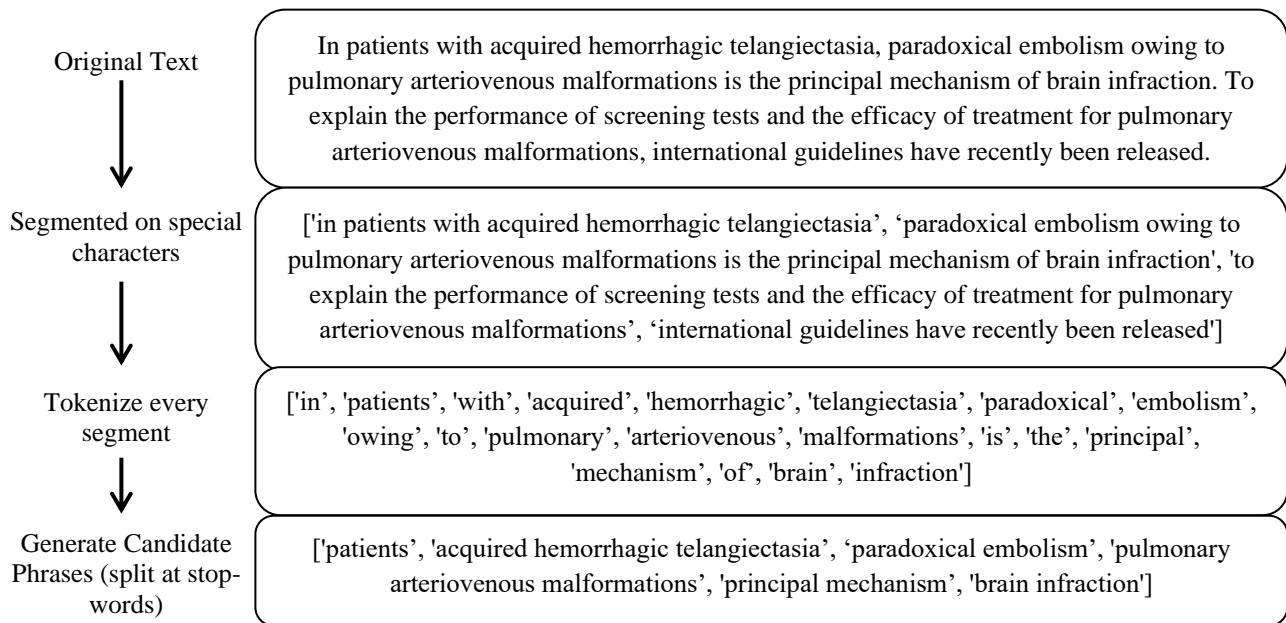 Original Text
In patients with acquired hemorrhagic telangiectasia, paradoxical embolism owing to
pulmonary arteriovenous malformations is the principal mechanism of brain infraction. To
explain the performance of screening tests and the efficacy of treatment for pulmonary
arteriovenous malformations, international guidelines have recently been released.
Segmented on special
characters
['in patients with acquired hemorrhagic telangiectasia’, ‘paradoxical embolism owing to
pulmonary arteriovenous malformations is the principal mechanism of brain infraction', 'to
explain the performance of screening tests and the efficacy of treatment for pulmonary
arteriovenous malformations’, ‘international guidelines have recently been released']
Tokenize every
segment
['in’, 'patients’, 'with’, 'acquired’, 'hemorrhagic’, 'telangiectasia’, 'paradoxical’, 'embolism’,
'owing’, 'to’, 'pulmonary’, 'arteriovenous’, 'malformations’, 'is’, 'the’, 'principal’,
'mechanism’, 'of’, 'brain’, 'infraction']
Generate Candidate
Phrases (split at stop-
words)
['patients’, 'acquired hemorrhagic telangiectasia’, ‘paradoxical embolism’, 'pulmonary
arteriovenous malformations’, 'principal mechanism’, 'brain infraction']